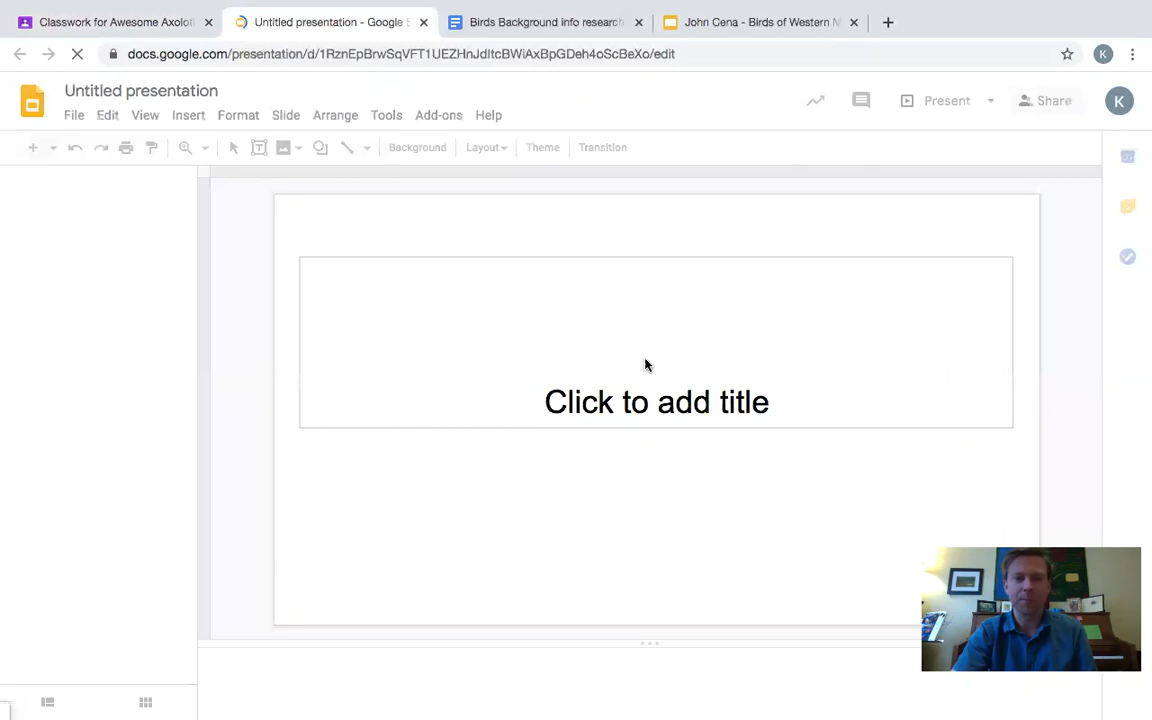 Classwork for Awesome Axolotl
Untitled presentation - Google S
Birds Background info research
John Cena - Birds of Western M
docs.google.com/presentation/d/1RznEpBrwSqVFT1UEZHnJdItcBWiAxBpGDeh4oScBeXo/edit
K
Untitled presentation
File Edit View Insert Format Slide Arrange Tools Add-ons Help
Present
Share
K
Background Layout Theme Transition
Click to add title